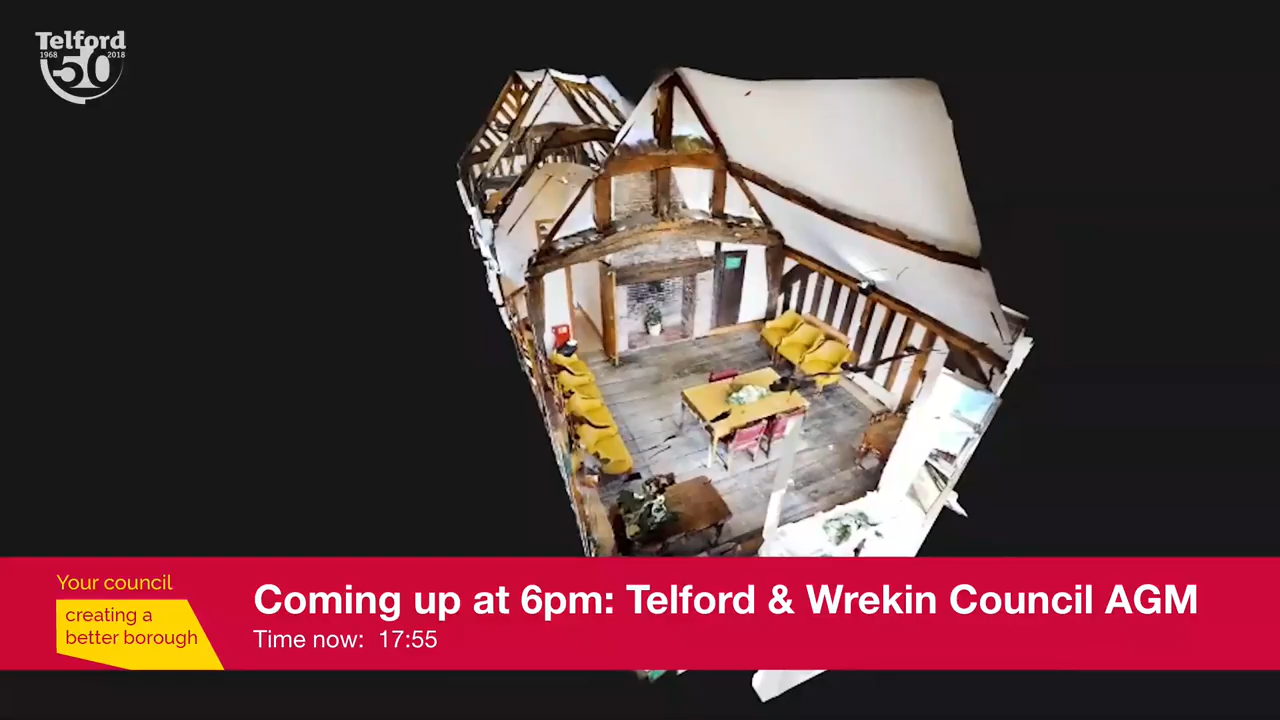 Telford
1968 50 2018
Your council
creating a
better borough
Coming up at 6pm: Telford & Wrekin Council AGM
Time now: 17:55